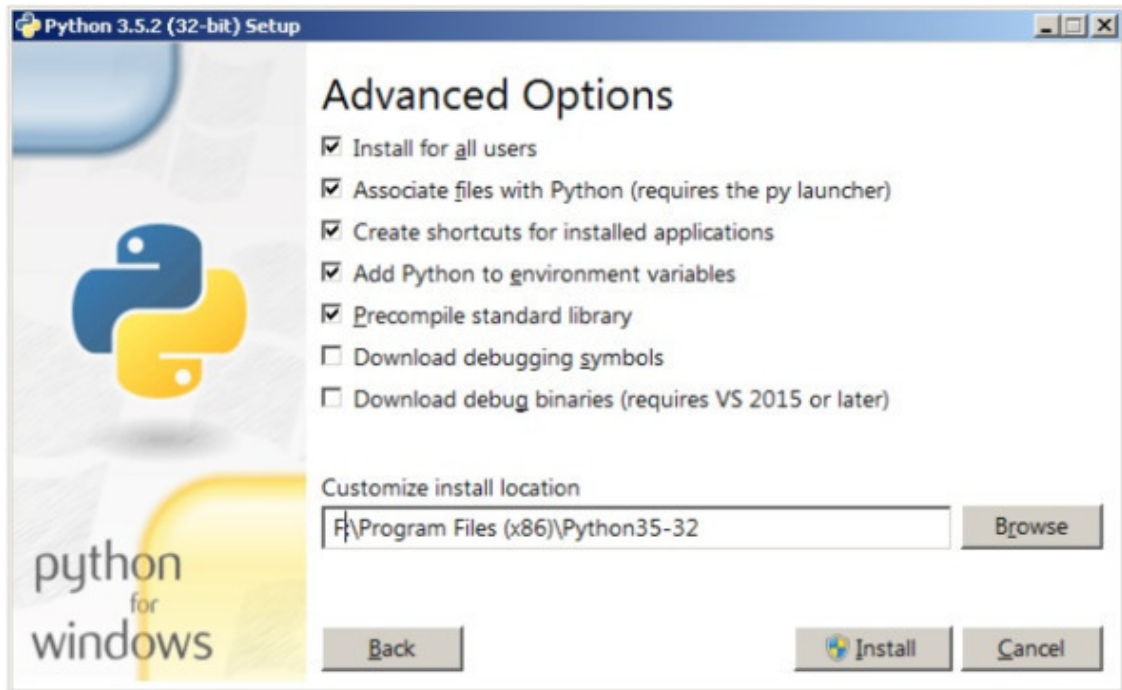 Python 3.5.2 (32-bit) Setup
Advanced Options
Install for all users
Associate files with Python (requires the py launcher)
Create shortcuts for installed applications
Add Python to environment variables
Precompile standard library
Download debugging symbols
Download debug binaries (requires VS 2015 or later)
Customize install location
F:\Program Files (x86)\Python35-32
Browse
python
for
windows
Back
Install
Cancel